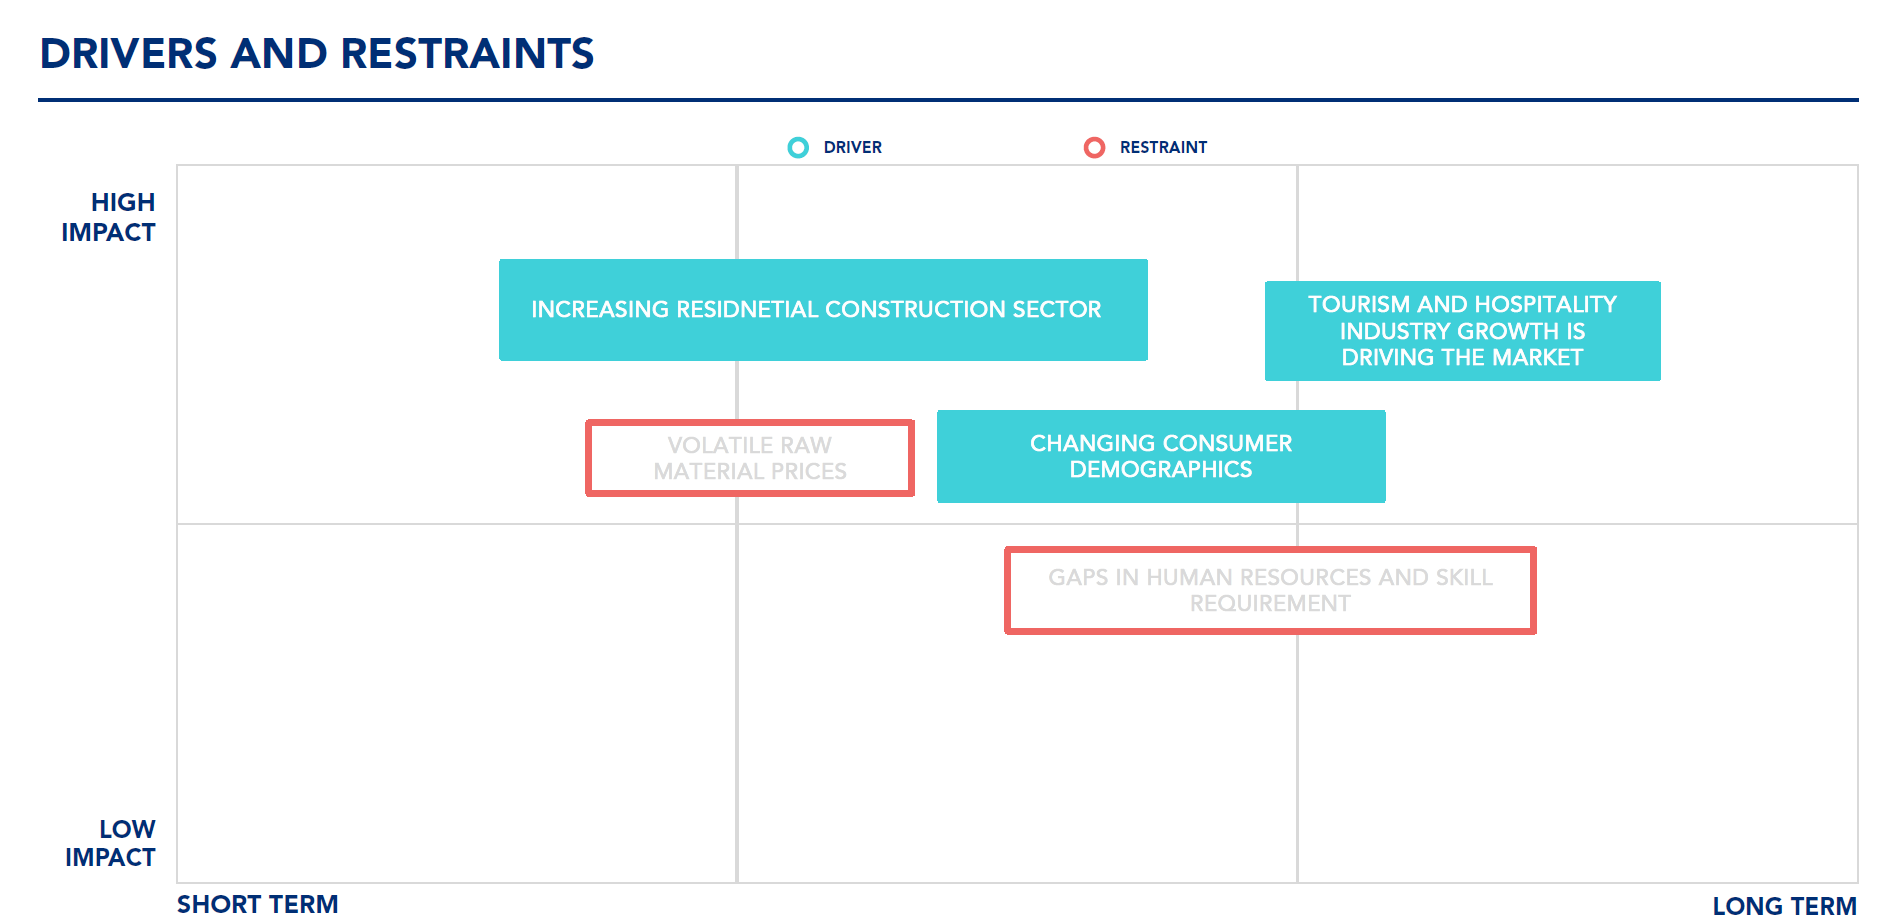 DRIVERS AND RESTRAINTS
DRIVER
RESTRAINT
HIGH
IMPACT
INCREASING RESIDNETIAL CONSTRUCTION SECTOR
TOURISM AND HOSPITALITY
INDUSTRY GROWTH IS
DRIVING THE MARKET
VOLATILE RAW
MATERIAL PRICES
CHANGING CONSUMER
DEMOGRAPHICS
GAPS IN HUMAN RESOURCES AND SKILL
REQUIREMENT
LOW
IMPACT
SHORT TERM
LONG TERM